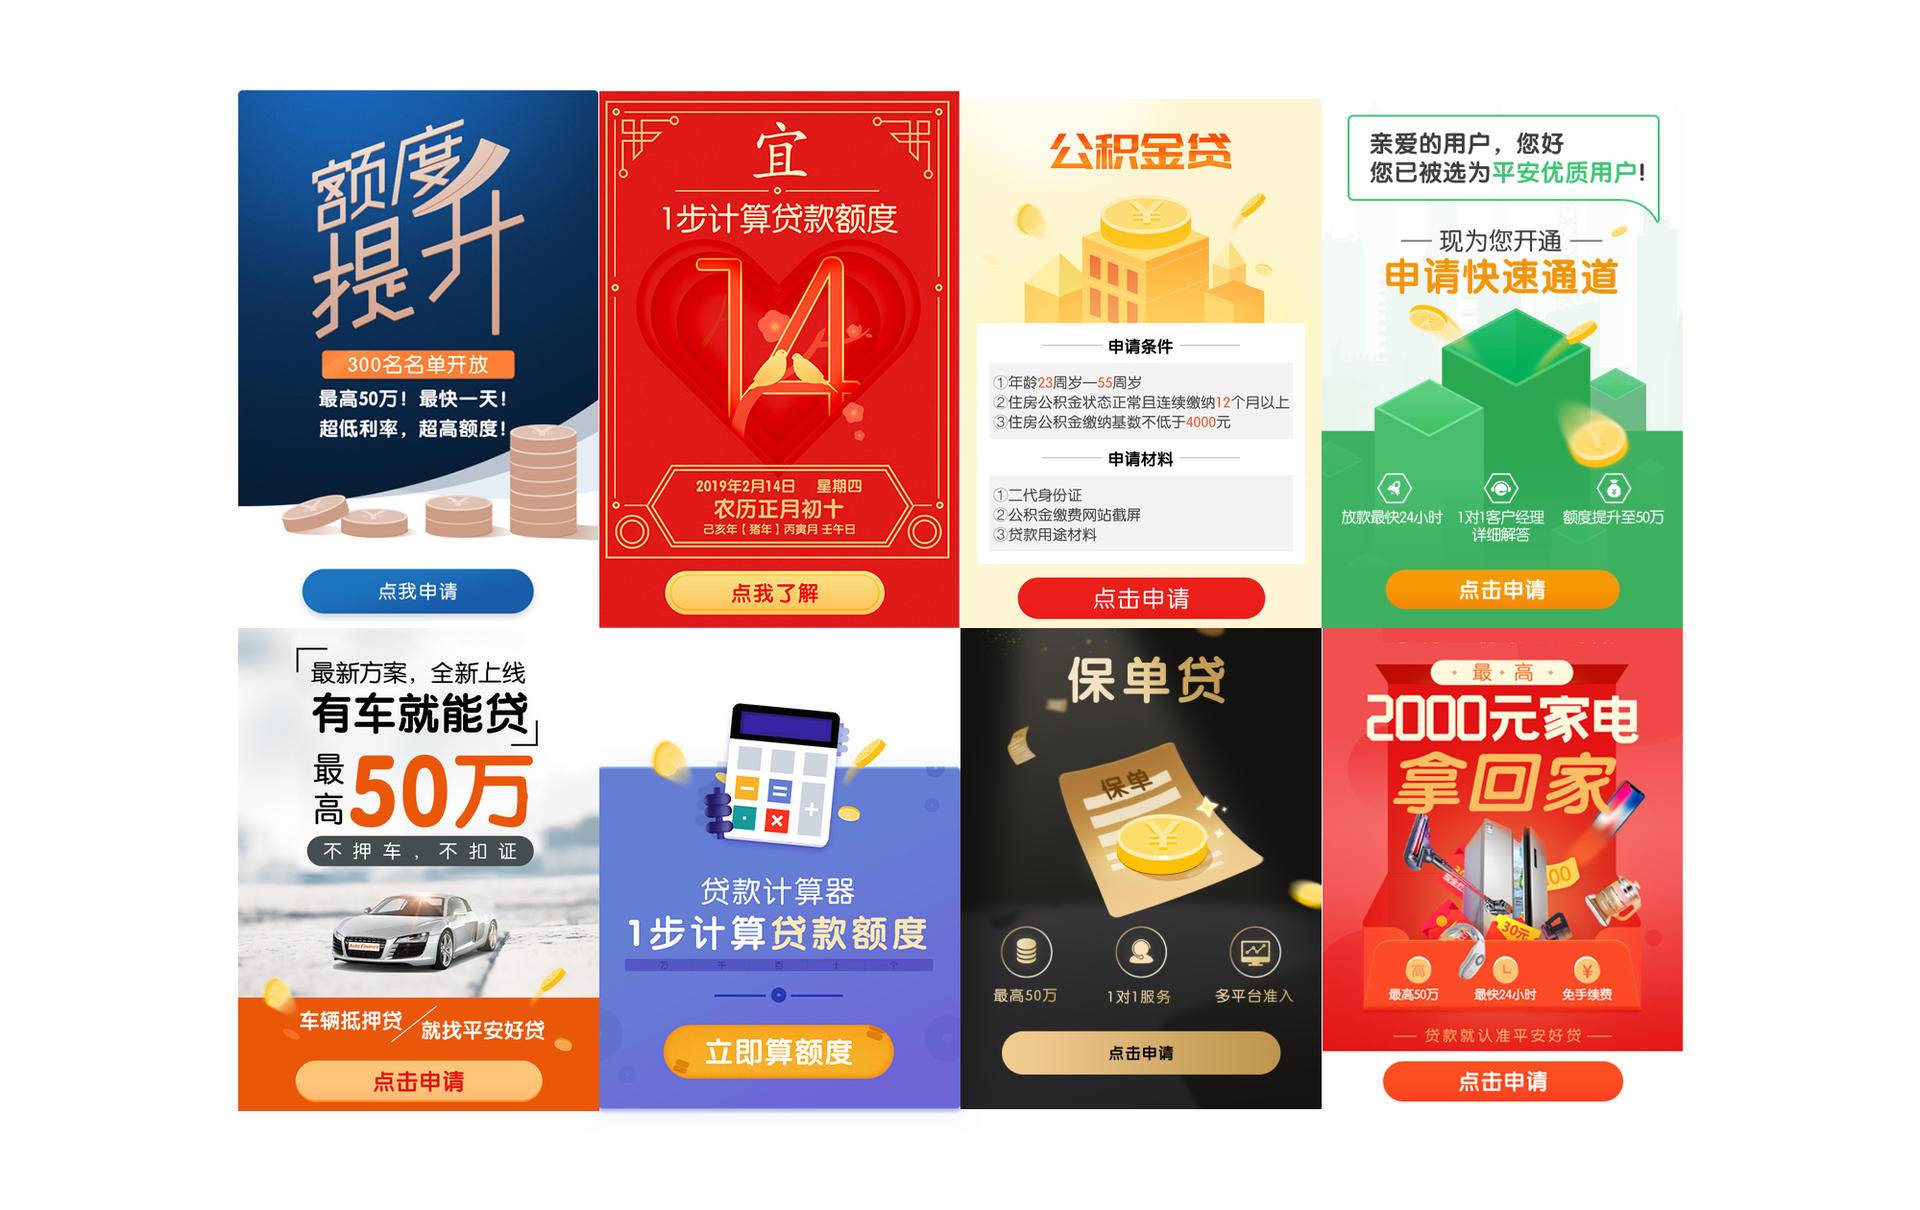 额度
提升
300名名单开放
最高50万！最快一天！
超低利率，超高额度！
点我申请
宜
1步计算贷款额度
14
2019年2月14日 星期四
农历正月初十
己亥年【猪年】丙寅月 壬午日
点我了解
公积金贷
申请条件
①年龄23周岁—55周岁
②住房公积金状态正常且连续缴纳12个月以上
③住房公积金缴纳基数不低于4000元
申请材料
①二代身份证
②公积金缴费网站截屏
③贷款用途材料
点击申请
亲爱的用户，您好
您已被选为平安优质用户！
现为您开通
申请快速通道
放款最快24小时
1对1客户经理
详细解答
额度提升至50万
点击申请
最新方案，全新上线
有车就能贷
最高50万
不押车，不扣证
Auto Finance
车辆抵押贷／就找平安好贷
点击申请
贷款计算器
1步计算贷款额度
万 千 百 十 个
立即算额度
保单贷
保单
最高50万
1对1服务
多平台准入
点击申请
最·高
2000元家电
拿回家
30元
高
最高50万
最快24小时
¥
免手续费
贷款就认准平安好贷
点击申请